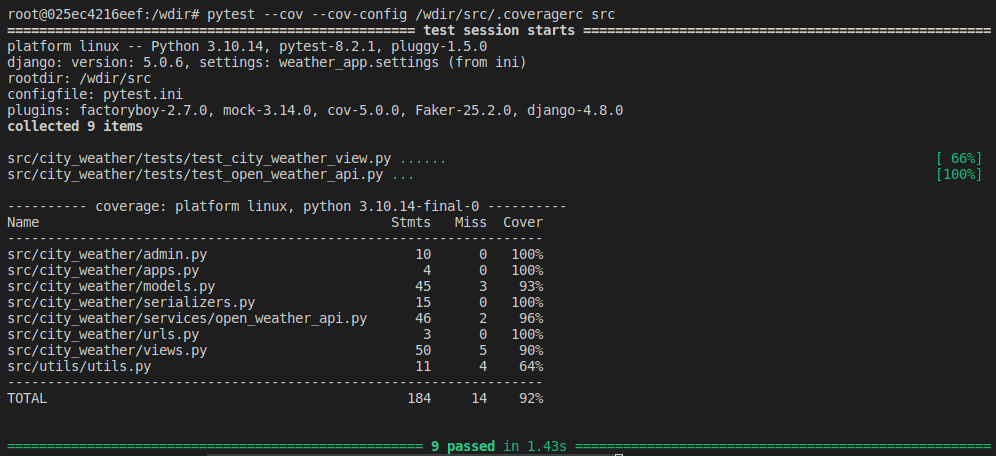 root@025ec4216eef:/wdir# pytest --cov --cov-config /wdir/src/.coveragerc src
=================================================== test session starts ===================================================
platform linux -- Python 3.10.14, pytest-8.2.1, pluggy-1.5.0
django: version: 5.0.6, settings: weather_app.settings (from ini)
rootdir: /wdir/src
configfile: pytest.ini
plugins: factoryboy-2.7.0, mock-3.14.0, cov-5.0.0, Faker-25.2.0, django-4.8.0
collected 9 items

src/city_weather/tests/test_city_weather_view.py ...... [ 66%]
src/city_weather/tests/test_open_weather_api.py ... [100%]

---------- coverage: platform linux, python 3.10.14-final-0 ----------
Name                                            Stmts   Miss  Cover
-------------------------------------------------------------------
src/city_weather/admin.py                          10      0   100%
src/city_weather/apps.py                            4      0   100%
src/city_weather/models.py                         45      3    93%
src/city_weather/serializers.py                    15      0   100%
src/city_weather/services/open_weather_api.py      46      2    96%
src/city_weather/urls.py                            3      0   100%
src/city_weather/views.py                          50      5    90%
src/utils/utils.py                                 11      4    64%
-------------------------------------------------------------------
TOTAL                                             184     14    92%

==================================================== 9 passed in 1.43s ====================================================